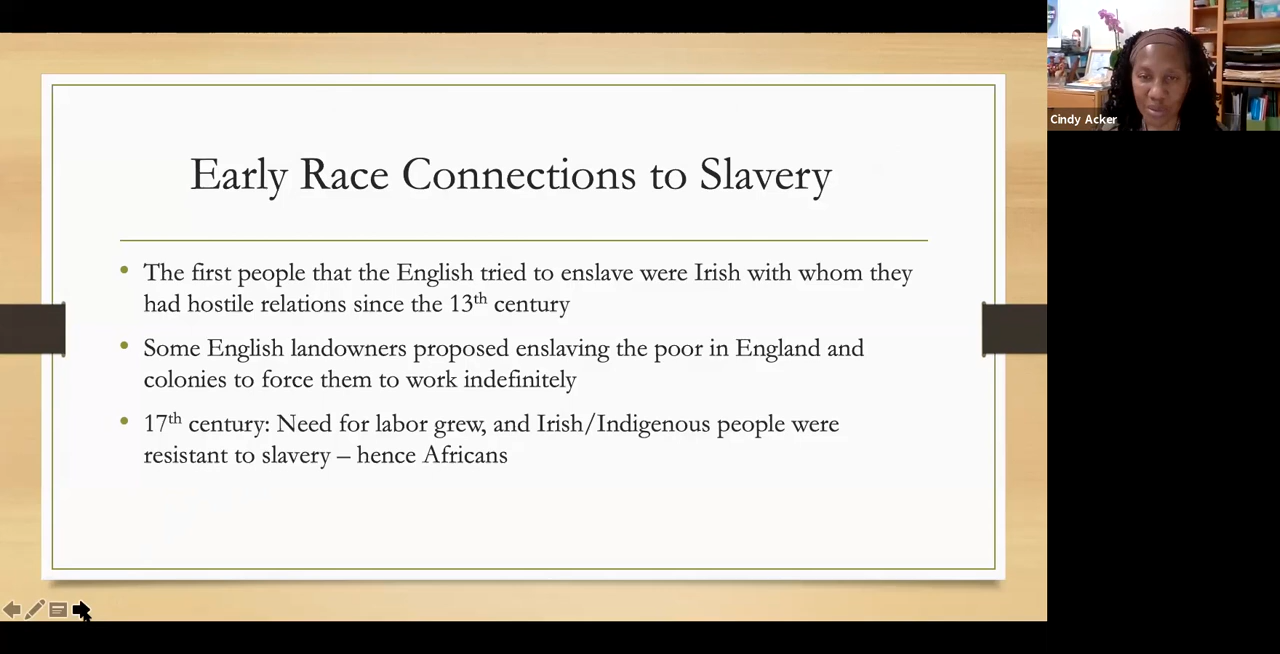 Early Race Connections to Slavery
• The first people that the English tried to enslave were Irish with whom they
had hostile relations since the 13th century
• Some English landowners proposed enslaving the poor in England and
colonies to force them to work indefinitely
• 17th century: Need for labor grew, and Irish/Indigenous people were
resistant to slavery – hence Africans
Cindy Acker